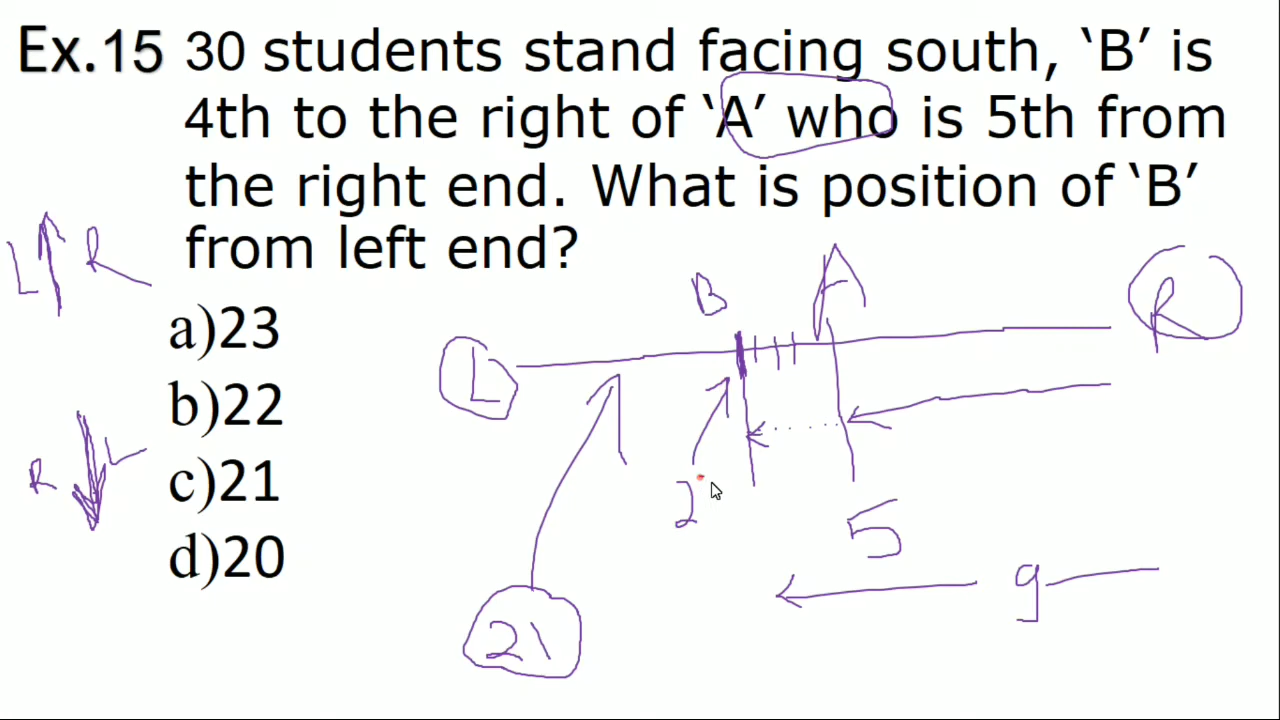 Ex.15 30 students stand facing south, ‘B’ is
4th to the right of ‘A’ who is 5th from
the right end. What is position of ‘B’
from left end?
L R
a)23
b)22
c)21
d)20
R L
B A R
L
2
5
9
21